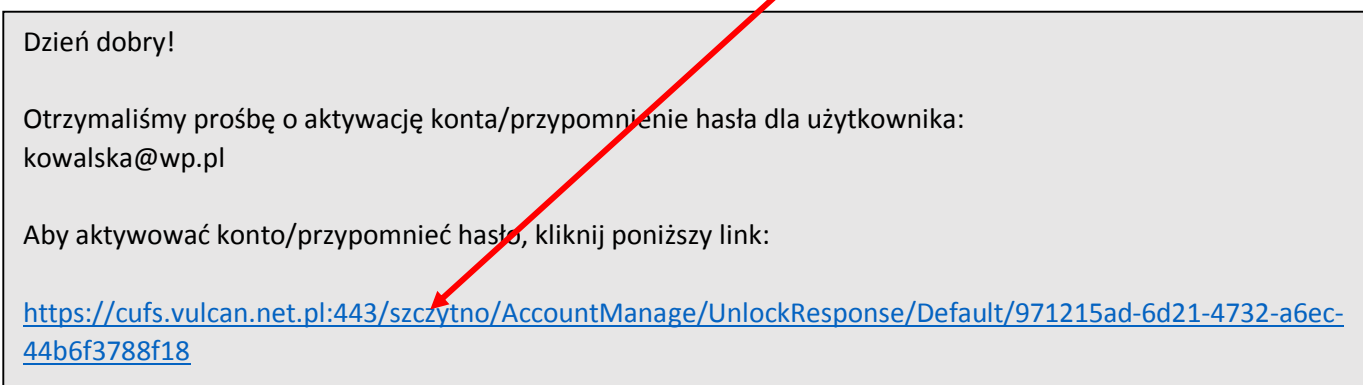 Dzień dobry!
Otrzymaliśmy prośbę o aktywację konta/przypomnienie hasła dla użytkownika:
kowalska@wp.pl
Aby aktywować konto/przypomnieć hasło, kliknij poniższy link:
https://cufs.vulcan.net.pl:443/szczytno/AccountManage/UnlockResponse/Default/971215ad-6d21-4732-a6ec-
44b6f3788f18